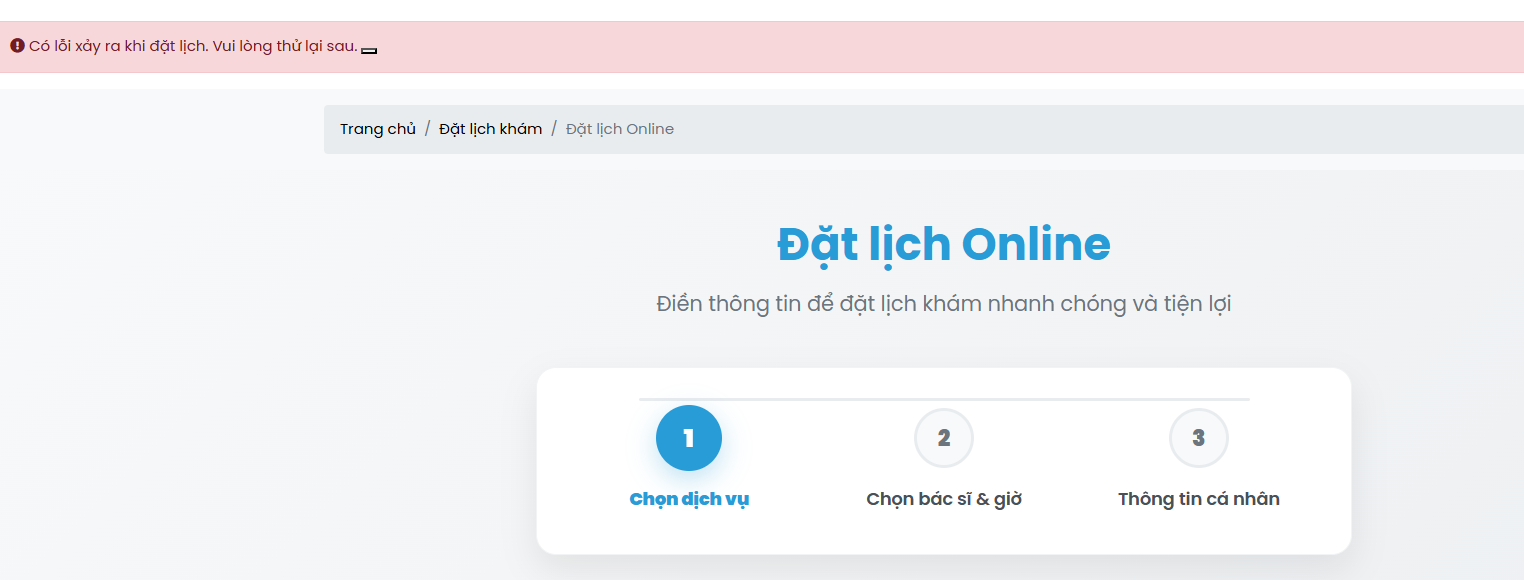 Có lỗi xảy ra khi đặt lịch. Vui lòng thử lại sau.
Trang chủ / Đặt lịch khám / Đặt lịch Online
Đặt lịch Online
Điền thông tin để đặt lịch khám nhanh chóng và tiện lợi
1 2 3
Chọn dịch vụ Chọn bác sĩ & giờ Thông tin cá nhân